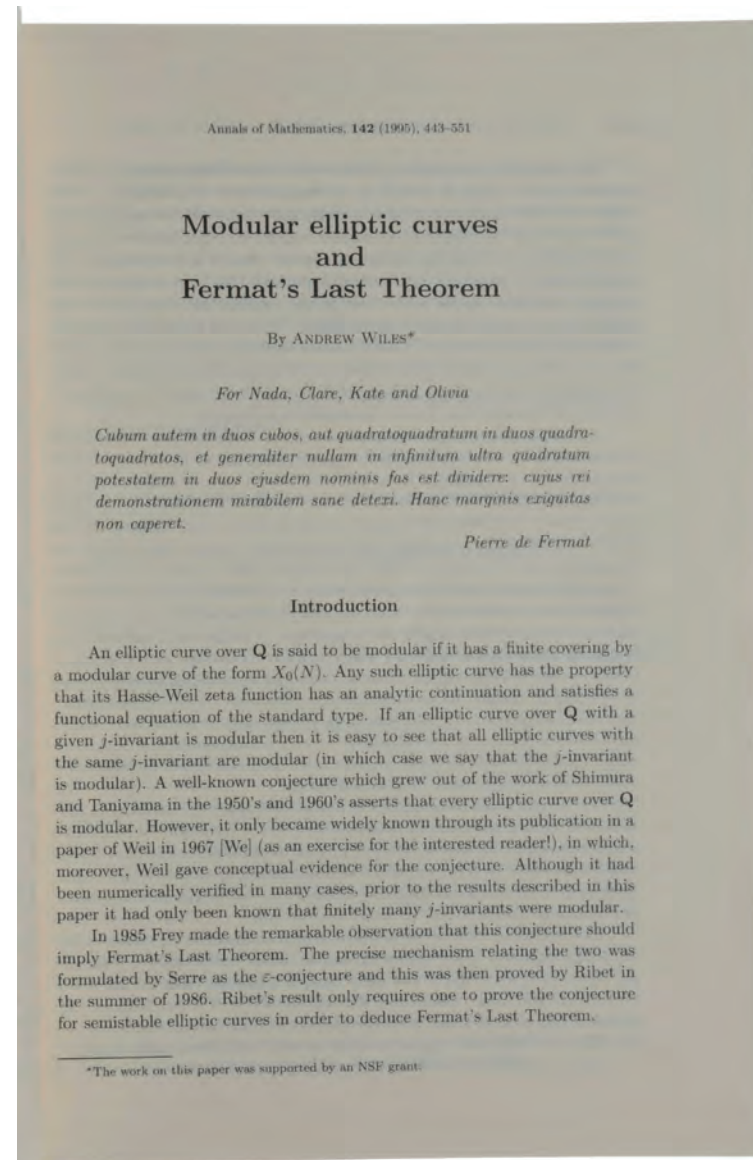 Annals of Mathematics, 142 (1995), 443–551
Modular elliptic curves
and
Fermat's Last Theorem
By ANDREW WILES*
For Nada, Clare, Kate and Olivia
Cubum autem in duos cubos, aut quadratoquadratum in duos quadra-
toquadratos, et generaliter nullam in infinitum ultra quadratum
potestatem in duos ejusdem nominis fas est dividere: cujus rei
demonstrationem mirabilem sane detexi. Hanc marginis exiguitas
non caperet.
Pierre de Fermat
Introduction
An elliptic curve over Q is said to be modular if it has a finite covering by
a modular curve of the form X₀(N). Any such elliptic curve has the property
that its Hasse-Weil zeta function has an analytic continuation and satisfies a
functional equation of the standard type. If an elliptic curve over Q with a
given j-invariant is modular then it is easy to see that all elliptic curves with
the same j-invariant are modular (in which case we say that the j-invariant
is modular). A well-known conjecture which grew out of the work of Shimura
and Taniyama in the 1950's and 1960's asserts that every elliptic curve over Q
is modular. However, it only became widely known through its publication in a
paper of Weil in 1967 [We] (as an exercise for the interested reader!), in which,
moreover, Weil gave conceptual evidence for the conjecture. Although it had
been numerically verified in many cases, prior to the results described in this
paper it had only been known that finitely many j-invariants were modular.
In 1985 Frey made the remarkable observation that this conjecture should
imply Fermat's Last Theorem. The precise mechanism relating the two was
formulated by Serre as the ε-conjecture and this was then proved by Ribet in
the summer of 1986. Ribet's result only requires one to prove the conjecture
for semistable elliptic curves in order to deduce Fermat's Last Theorem.
*The work on this paper was supported by an NSF grant.